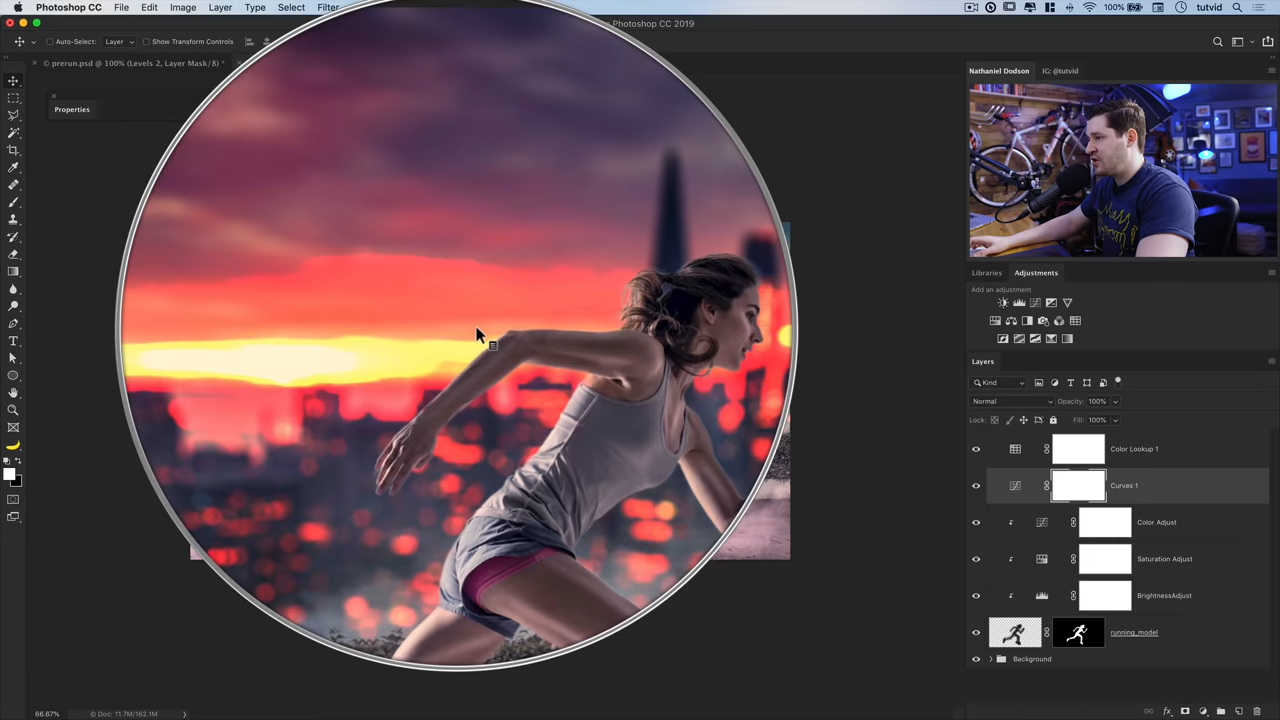 Photoshop CC File Edit Image Layer Type Select Filter 100% tutvid
Photoshop CC 2019
Auto-Select: Layer Show Transform Controls
© prerun.psd @ 100% (Levels 2, Layer Mask/8) *
Properties
Nathaniel Dodson IG: @tutvid
Libraries Adjustments
Add an adjustment
Layers
Kind
Normal Opacity: 100%
Lock: Fill: 100%
Color Lookup 1
Curves 1
Color Adjust
Saturation Adjust
BrightnessAdjust
running_model
Background
66.67% Doc: 11.7M/162.1M